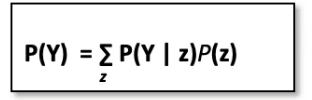 P(Y) = ∑ P(Y | z)P(z)
z